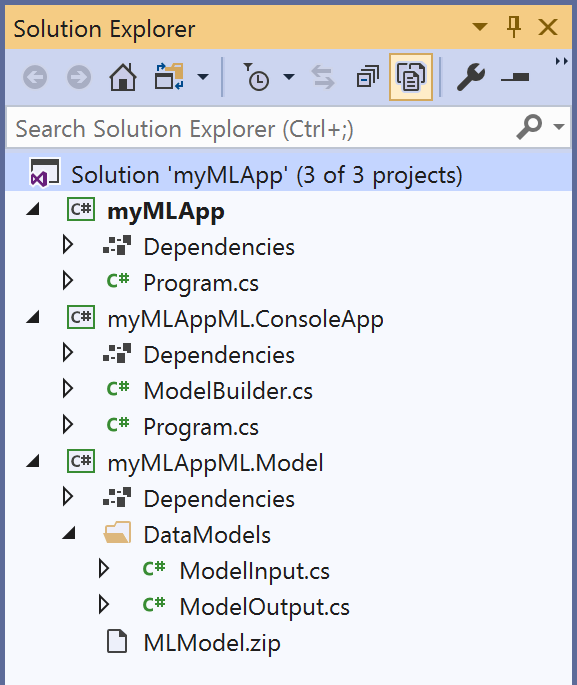 Solution Explorer
Search Solution Explorer (Ctrl+;)
Solution 'myMLApp' (3 of 3 projects)
C# myMLApp
Dependencies
C# Program.cs
C# myMLAppML.ConsoleApp
Dependencies
C# ModelBuilder.cs
C# Program.cs
C# myMLAppML.Model
Dependencies
DataModels
C# ModelInput.cs
C# ModelOutput.cs
MLModel.zip